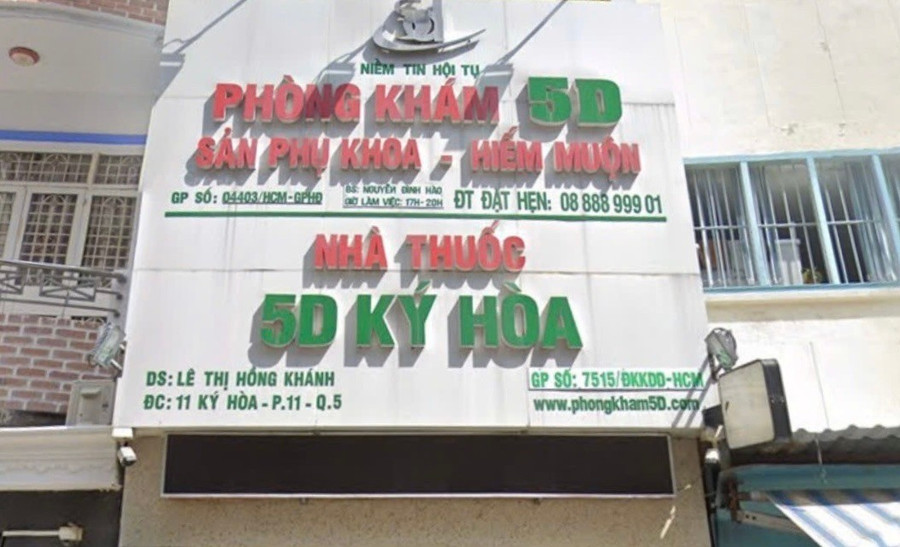 NIỀM TIN HỘI TỤ
PHÒNG KHÁM 5D
SẢN PHỤ KHOA - HIẾM MUỘN
GP SỐ: 04403/HCM-GPHĐ
BS: NGUYỄN ĐÌNH HÀO
GIỜ LÀM VIỆC: 17H-20H
ĐT ĐẶT HẸN: 08 888 999 01
NHÀ THUỐC
5D KÝ HÒA
DS: LÊ THỊ HỒNG KHÁNH
ĐC: 11 KÝ HÒA - P.11 - Q.5
GP SỐ: 7515/ĐKKDD-HCM
www.phongkham5D.com